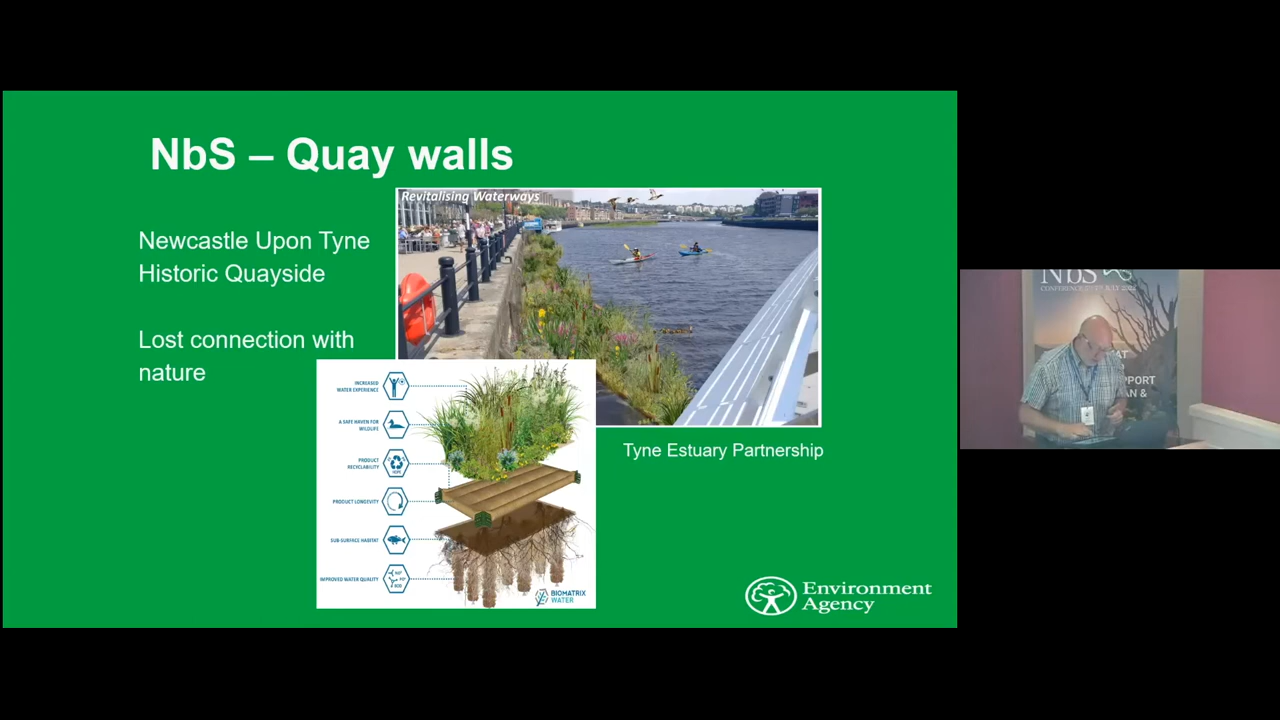 NbS – Quay walls
Revitalising Waterways
Newcastle Upon Tyne
Historic Quayside
Lost connection with
nature
INCREASED
WATER EXPERIENCE
A SAFE HAVEN FOR
WILDLIFE
PRODUCT
RECYCLABILITY
HDPE
PRODUCT LONGEVITY
SUB-SURFACE HABITAT
IMPROVED WATER QUALITY
BIOMATRIX
WATER
Tyne Estuary Partnership
Environment
Agency
NbS